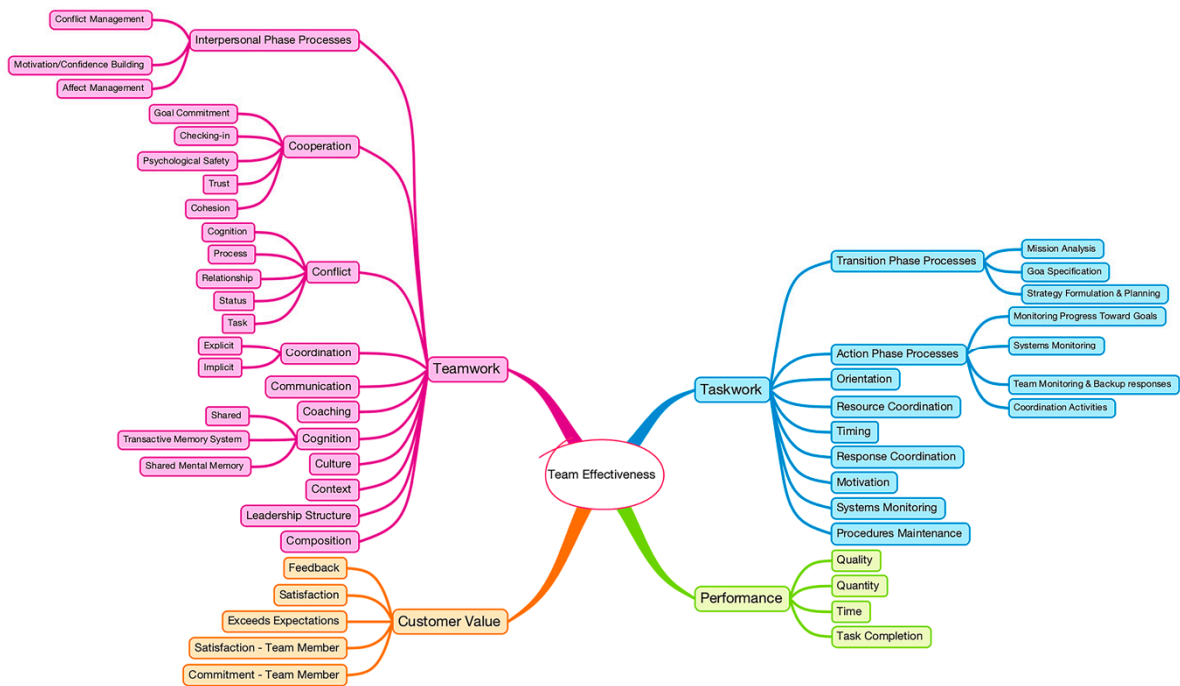 Team Effectiveness
Teamwork
Interpersonal Phase Processes
Conflict Management
Motivation/Confidence Building
Affect Management
Cooperation
Goal Commitment
Checking-in
Psychological Safety
Trust
Cohesion
Conflict
Cognition
Process
Relationship
Status
Task
Coordination
Explicit
Implicit
Communication
Coaching
Cognition
Shared
Transactive Memory System
Shared Mental Memory
Culture
Context
Leadership Structure
Composition
Customer Value
Feedback
Satisfaction
Exceeds Expectations
Satisfaction - Team Member
Commitment - Team Member
Taskwork
Transition Phase Processes
Mission Analysis
Goa Specification
Strategy Formulation & Planning
Action Phase Processes
Monitoring Progress Toward Goals
Systems Monitoring
Team Monitoring & Backup responses
Coordination Activities
Orientation
Resource Coordination
Timing
Response Coordination
Motivation
Systems Monitoring
Procedures Maintenance
Performance
Quality
Quantity
Time
Task Completion